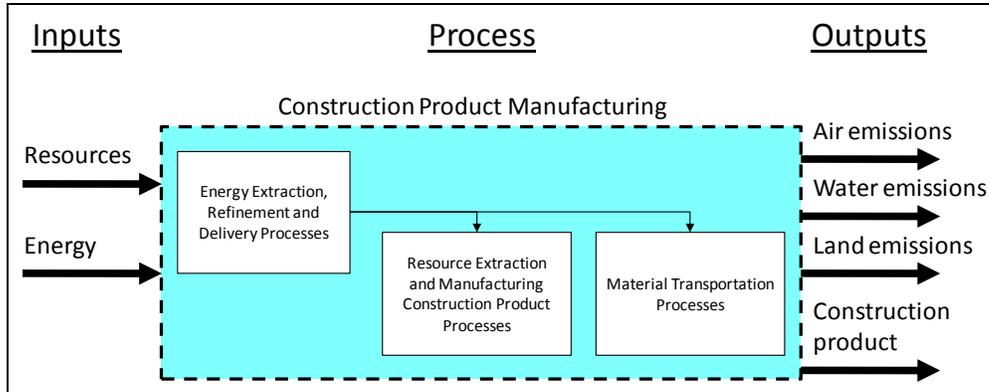 Inputs
Process
Outputs
Construction Product Manufacturing
Resources
Energy
Energy Extraction,
Refinement and
Delivery Processes
Resource Extraction
and Manufacturing
Construction Product
Processes
Material Transportation
Processes
Air emissions
Water emissions
Land emissions
Construction
product